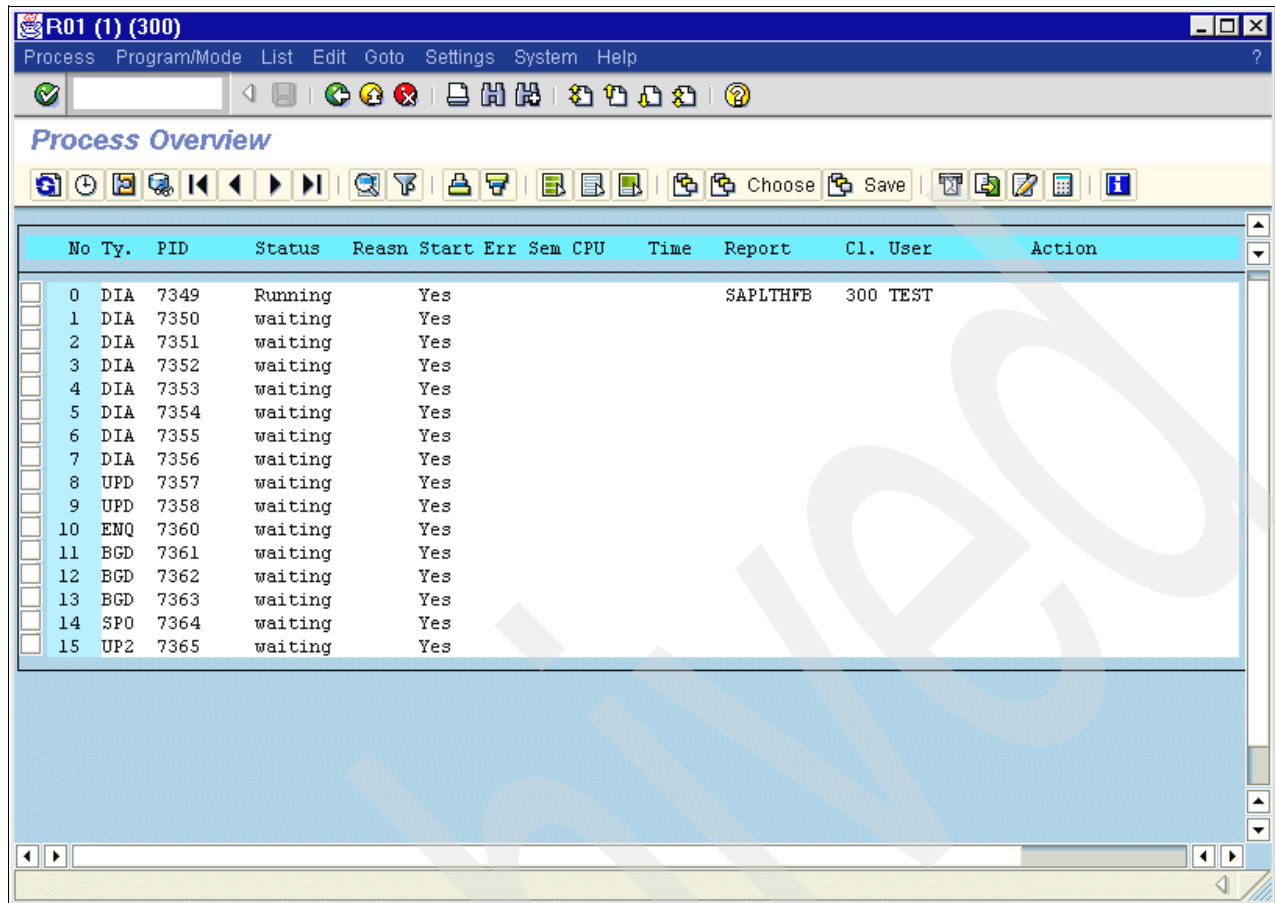 R01 (1) (300)
Process Program/Mode List Edit Goto Settings System Help ?
Process Overview
Choose Save
No Ty. PID Status Reasn Start Err Sem CPU Time Report Cl. User Action
0 DIA 7349 Running Yes SAPLTHFB 300 TEST
1 DIA 7350 waiting Yes
2 DIA 7351 waiting Yes
3 DIA 7352 waiting Yes
4 DIA 7353 waiting Yes
5 DIA 7354 waiting Yes
6 DIA 7355 waiting Yes
7 DIA 7356 waiting Yes
8 UPD 7357 waiting Yes
9 UPD 7358 waiting Yes
10 ENQ 7360 waiting Yes
11 BGD 7361 waiting Yes
12 BGD 7362 waiting Yes
13 BGD 7363 waiting Yes
14 SPO 7364 waiting Yes
15 UP2 7365 waiting Yes
hived